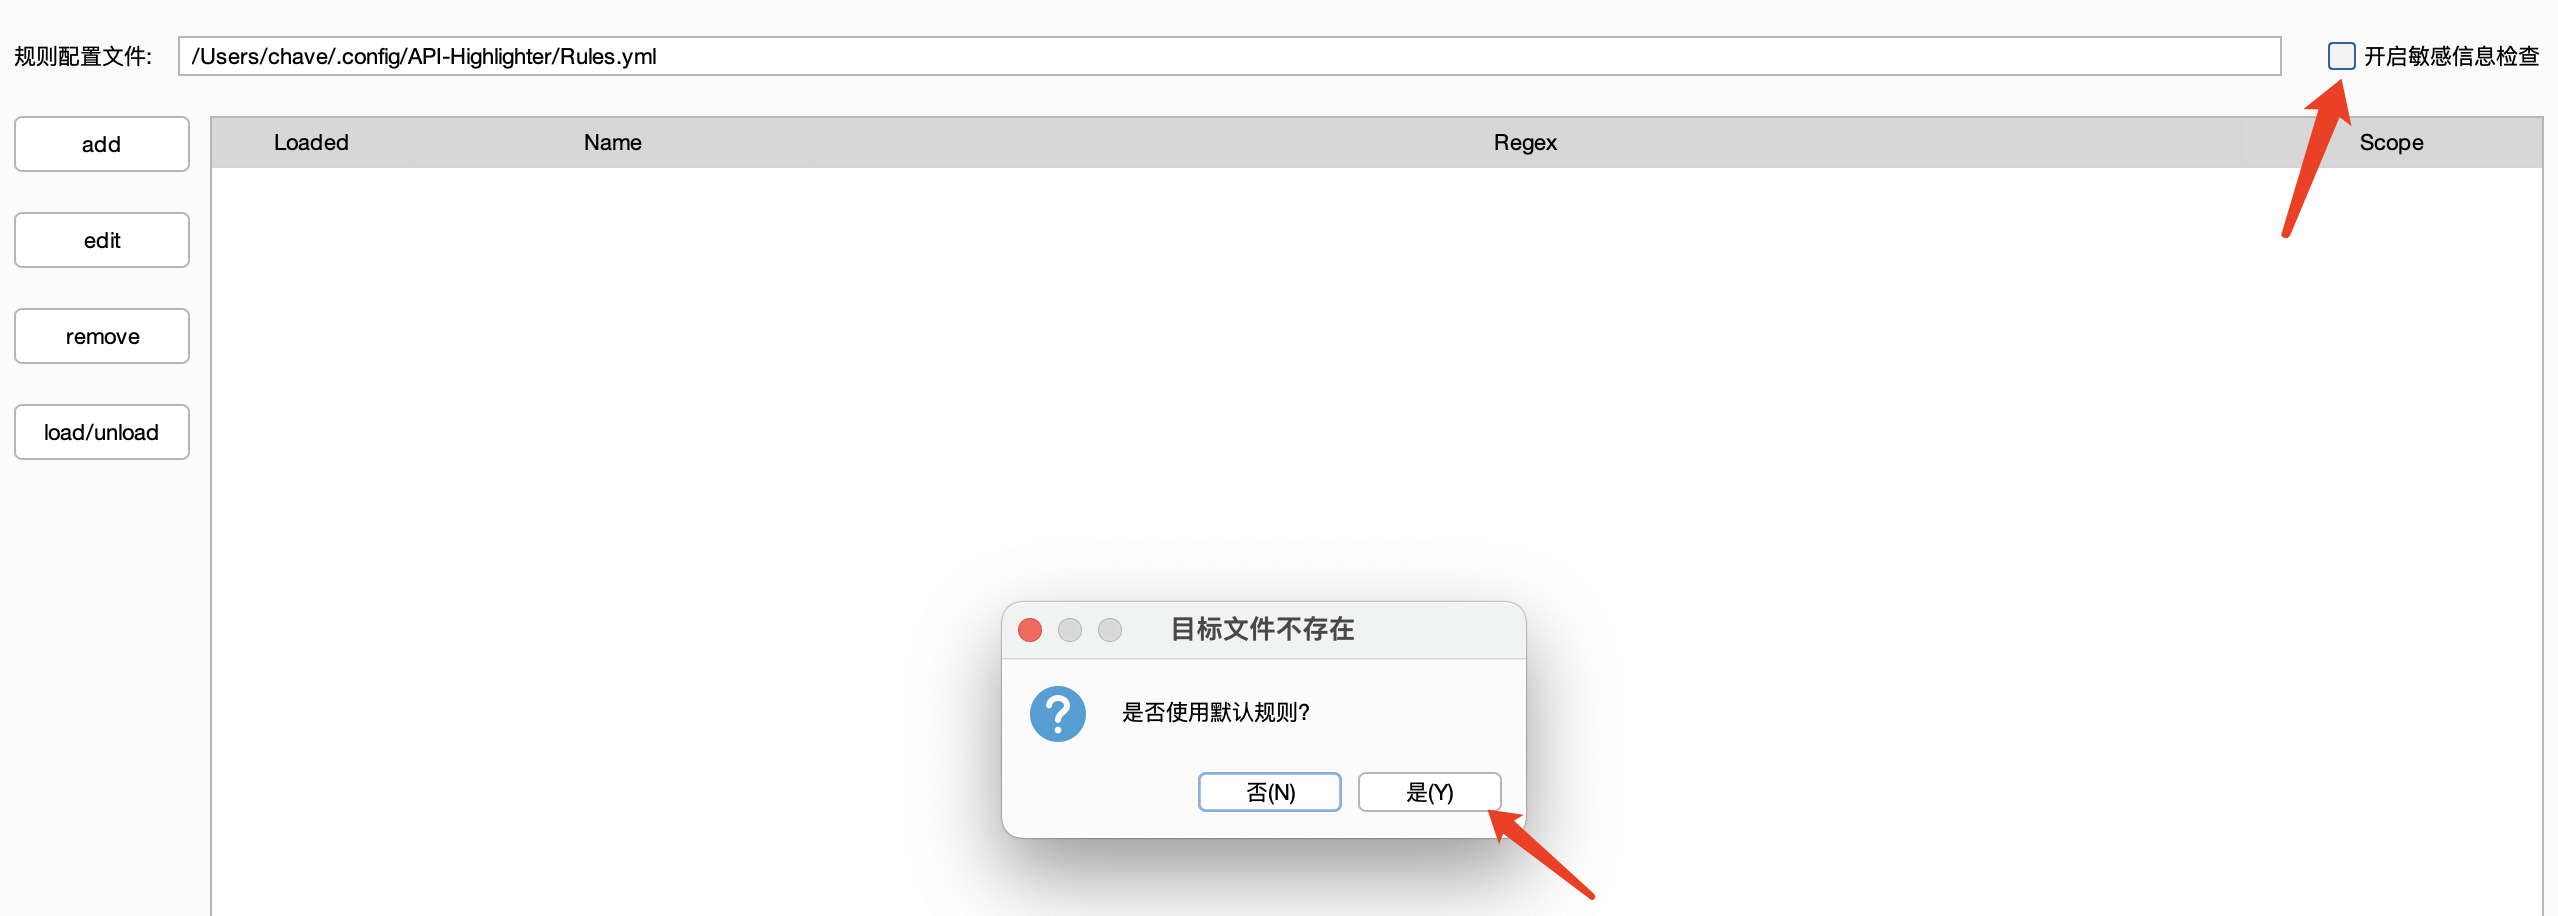 规则配置文件: /Users/chave/.config/API-Highlighter/Rules.yml 开启敏感信息检查
add
edit
remove
load/unload
Loaded Name Regex Scope
目标文件不存在
是否使用默认规则?
否(N) 是(Y)